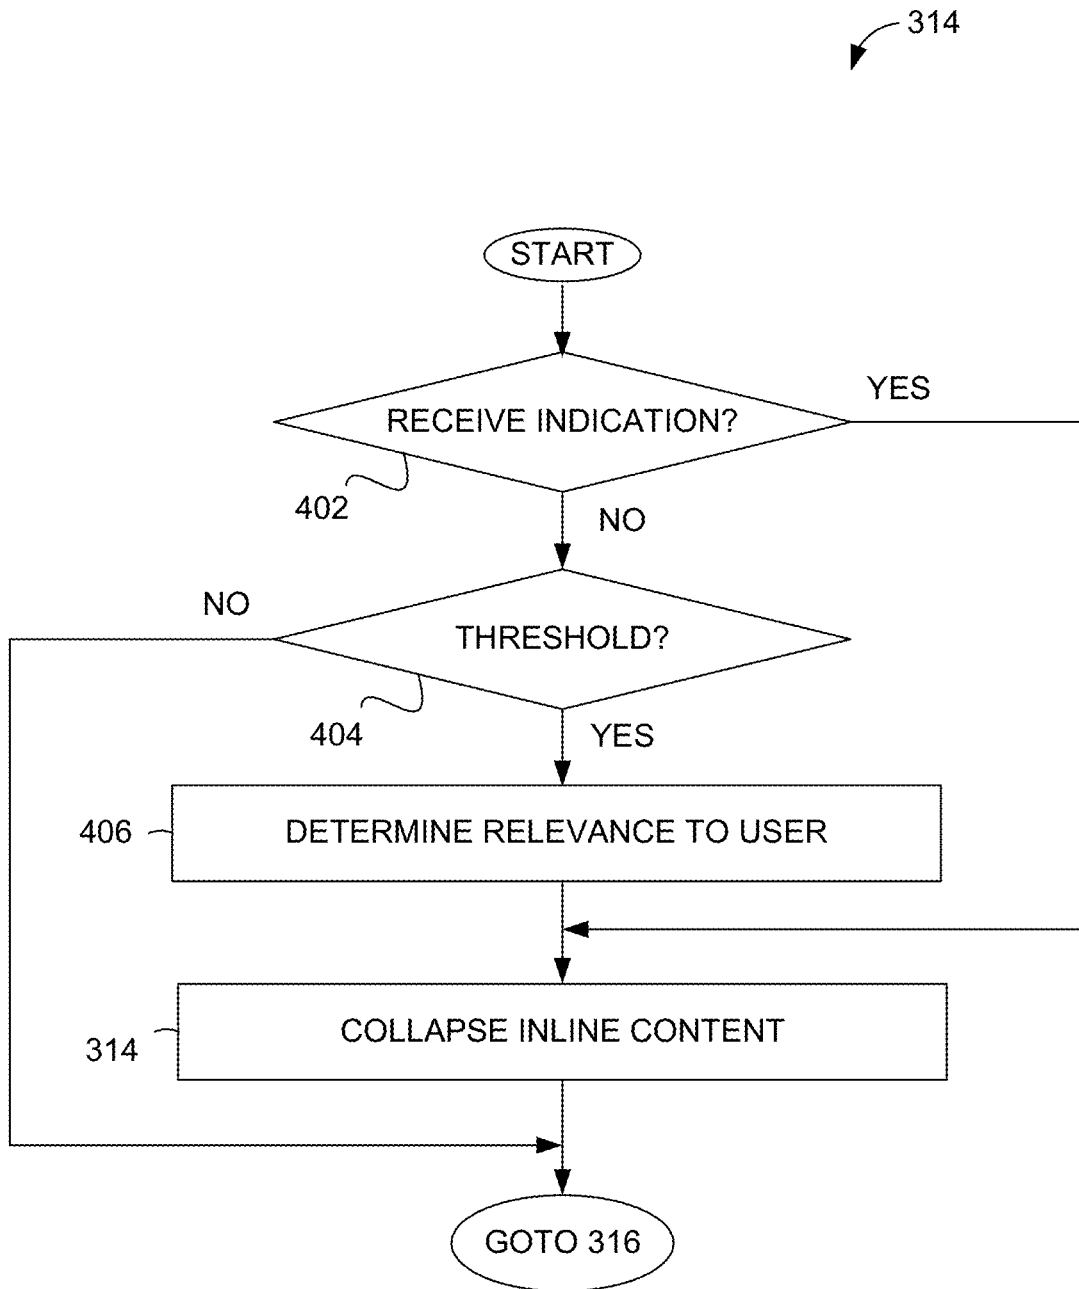 314
START
RECEIVE INDICATION?
YES
402
NO
NO
THRESHOLD?
404
YES
406
DETERMINE RELEVANCE TO USER
314
COLLAPSE INLINE CONTENT
GOTO 316